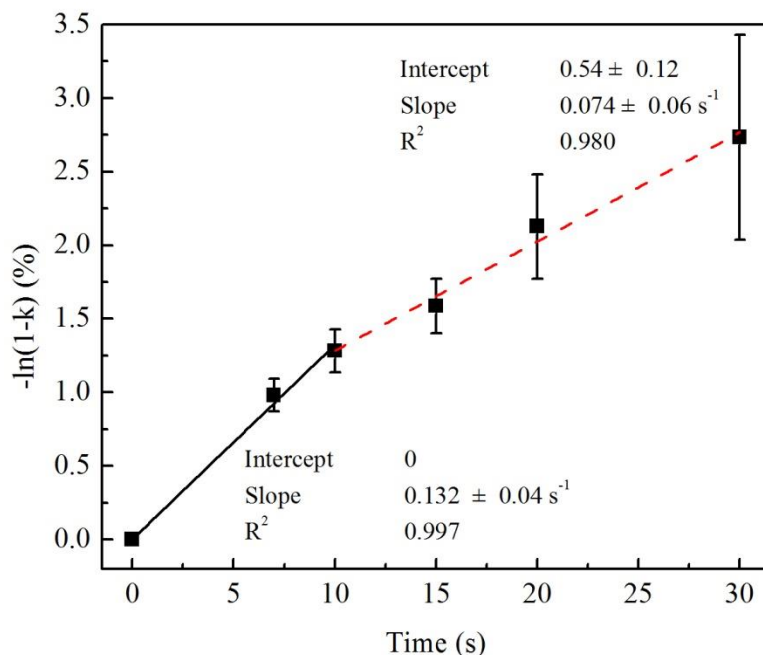 3.5
3.0
2.5
2.0
1.5
1.0
0.5
0.0
-ln(1-k) (%)
Intercept 0.54 ± 0.12
Slope 0.074 ± 0.06 s⁻¹
R² 0.980
Intercept 0
Slope 0.132 ± 0.04 s⁻¹
R² 0.997
0 5 10 15 20 25 30
Time (s)